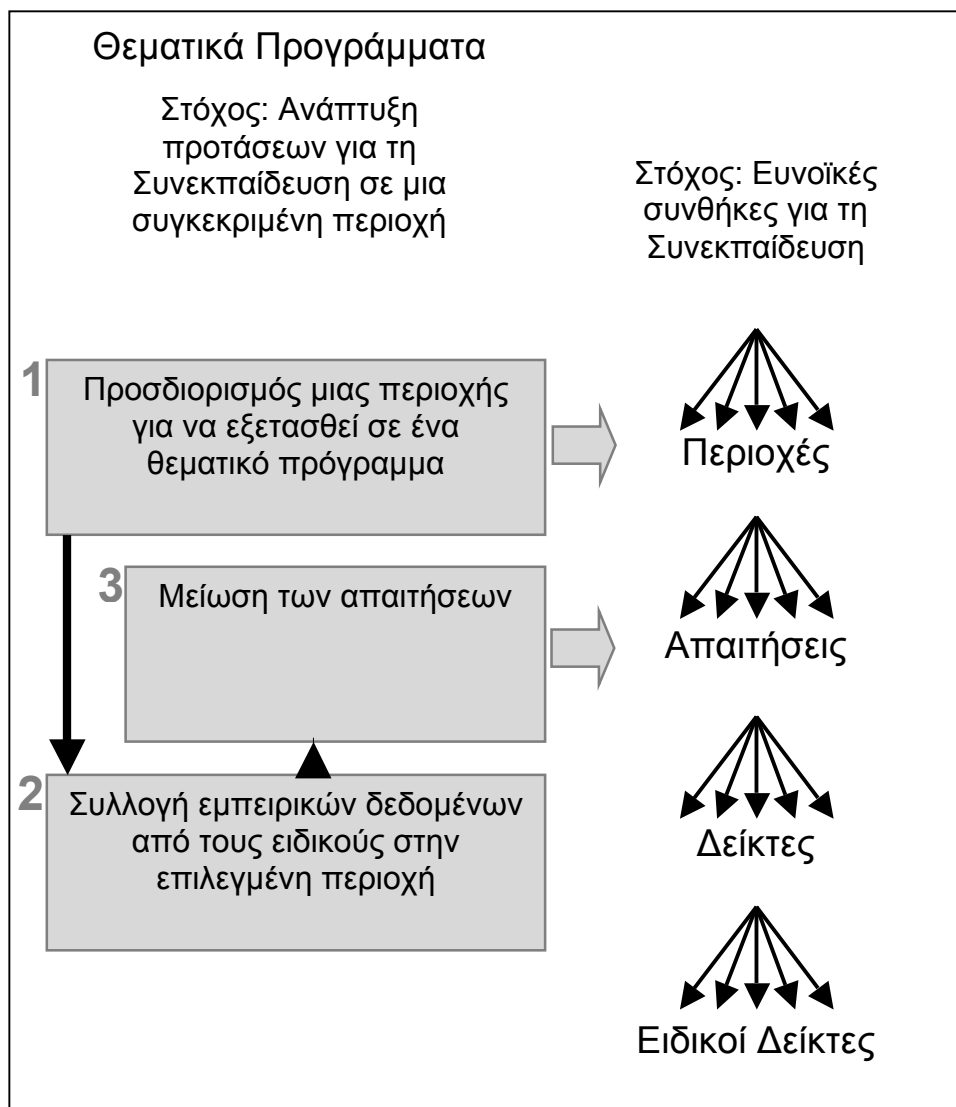 Θεματικά Προγράμματα
Στόχος: Ανάπτυξη
προτάσεων για τη
Συνεκπαίδευση σε μια
συγκεκριμένη περιοχή
Στόχος: Ευνοϊκές
συνθήκες για τη
Συνεκπαίδευση
1
Προσδιορισμός μιας περιοχής
για να εξετασθεί σε ένα
θεματικό πρόγραμμα
Περιοχές
3
Μείωση των απαιτήσεων
Απαιτήσεις
2
Συλλογή εμπειρικών δεδομένων
από τους ειδικούς στην
επιλεγμένη περιοχή
Δείκτες
Ειδικοί Δείκτες